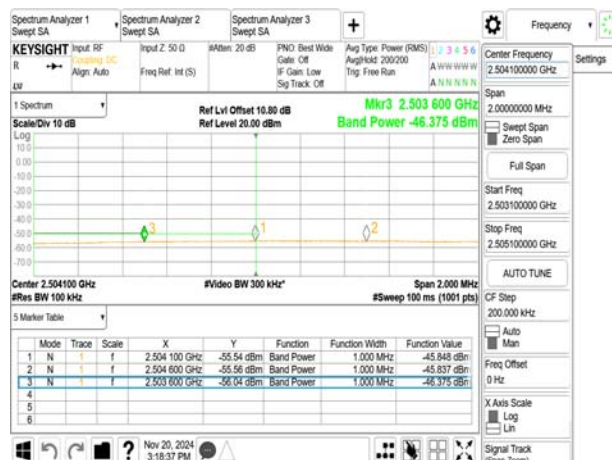 Spectrum Analyzer 1
Swept SA
Spectrum Analyzer 2
Swept SA
Spectrum Analyzer 3
Swept SA
+
Frequency
KEYSIGHT
R
Input: RF
Coupling: DC
Align: Auto
Input Z: 50 Ω
Freq Ref: Int (S)
#Atten: 20 dB
PNO: Best Wide
Gate: Off
IF Gain: Low
Sig Track: Off
Avg Type: Power (RMS)
Avg|Hold: 200/200
Trig: Free Run
1 2 3 4 5 6
A W W W W W
A N N N N N
1 Spectrum
Scale/Div 10 dB
Log
Ref Lvl Offset 10.80 dB
Ref Level 20.00 dBm
Mkr3 2.503 600 GHz
Band Power -46.375 dBm
10.0
0.00
-10.0
-20.0
-30.0
-40.0
-50.0
-60.0
-70.0
3
1
2
Center 2.504100 GHz
#Res BW 100 kHz
#Video BW 300 kHz*
Span 2.000 MHz
#Sweep 100 ms (1001 pts)
5 Marker Table
Mode Trace Scale X Y Function Function Width Function Value
1 N 1 f 2.504 100 GHz -55.54 dBm Band Power 1.000 MHz -45.848 dBm
2 N 1 f 2.504 600 GHz -55.56 dBm Band Power 1.000 MHz -45.837 dBm
3 N 1 f 2.503 600 GHz -56.04 dBm Band Power 1.000 MHz -46.375 dBm
4
5
6
Nov 20, 2024
3:18:37 PM
Center Frequency
2.504100000 GHz
Settings
Span
2.00000000 MHz
Swept Span
Zero Span
Full Span
Start Freq
2.503100000 GHz
Stop Freq
2.505100000 GHz
AUTO TUNE
CF Step
200.000 kHz
Auto
Man
Freq Offset
0 Hz
X Axis Scale
Log
Lin
Signal Track